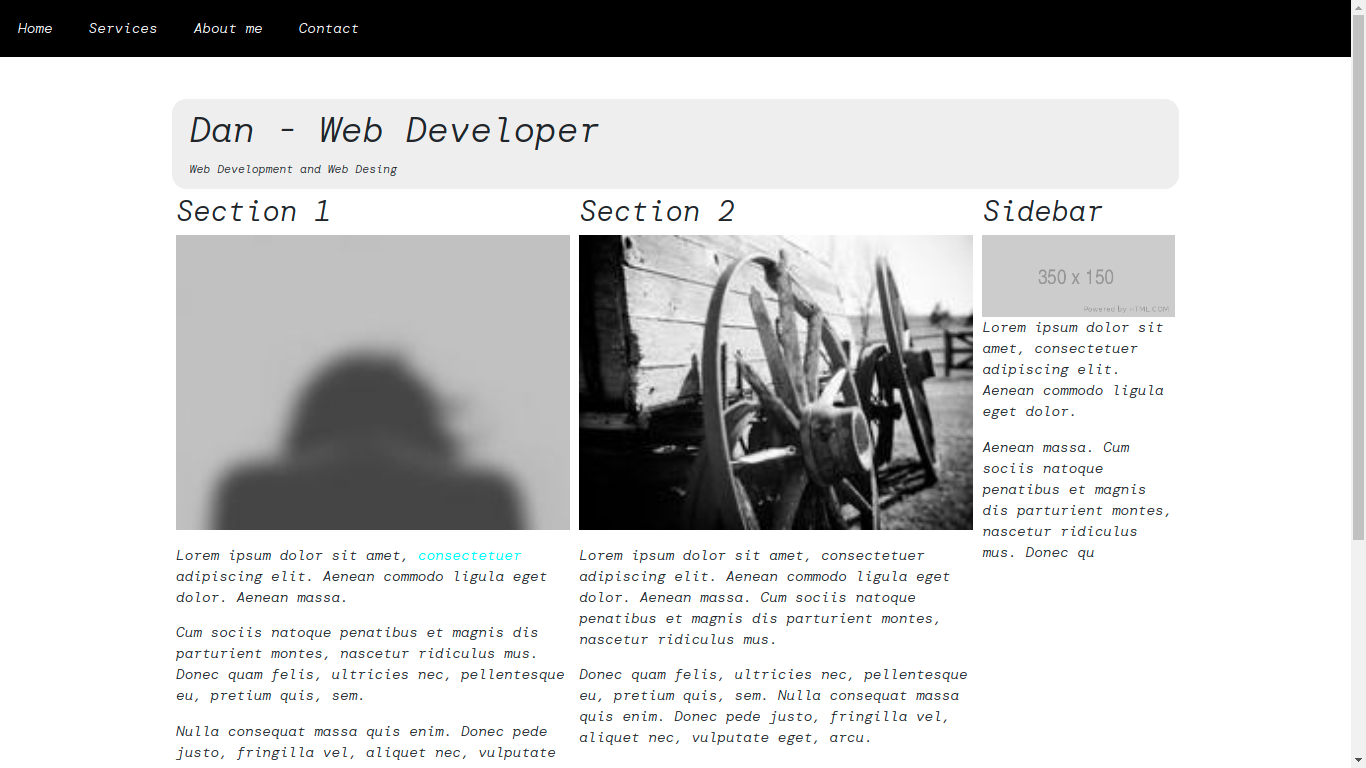 Home Services About me Contact
Dan - Web Developer
Web Development and Web Desing
Section 1
Lorem ipsum dolor sit amet, consectetuer
adipiscing elit. Aenean commodo ligula eget
dolor. Aenean massa.
Cum sociis natoque penatibus et magnis dis
parturient montes, nascetur ridiculus mus.
Donec quam felis, ultricies nec, pellentesque
eu, pretium quis, sem.
Nulla consequat massa quis enim. Donec pede
justo, fringilla vel, aliquet nec, vulputate
Section 2
Lorem ipsum dolor sit amet, consectetuer
adipiscing elit. Aenean commodo ligula eget
dolor. Aenean massa. Cum sociis natoque
penatibus et magnis dis parturient montes,
nascetur ridiculus mus.
Donec quam felis, ultricies nec, pellentesque
eu, pretium quis, sem. Nulla consequat massa
quis enim. Donec pede justo, fringilla vel,
aliquet nec, vulputate eget, arcu.
Sidebar
350 x 150
Powered by HTML.COM
Lorem ipsum dolor sit
amet, consectetuer
adipiscing elit.
Aenean commodo ligula
eget dolor.
Aenean massa. Cum
sociis natoque
penatibus et magnis
dis parturient montes,
nascetur ridiculus
mus. Donec qu